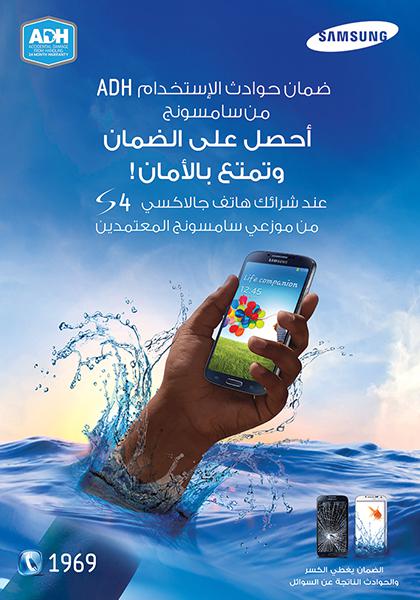 ADH
ACCIDENTAL DAMAGE
FROM HANDLING
24 MONTH WARRANTY
SAMSUNG
ضمان حوادث الإستخدام ADH
من سامسونج
أحصل على الضمان
وتمتع بالأمان!
عند شرائك هاتف جالاكسي S4
من موزعي سامسونج المعتمدين
SAMSUNG
Life companion
12:45
1969
الضمان يغطي الكسر
والحوادث الناتجة عن السوائل